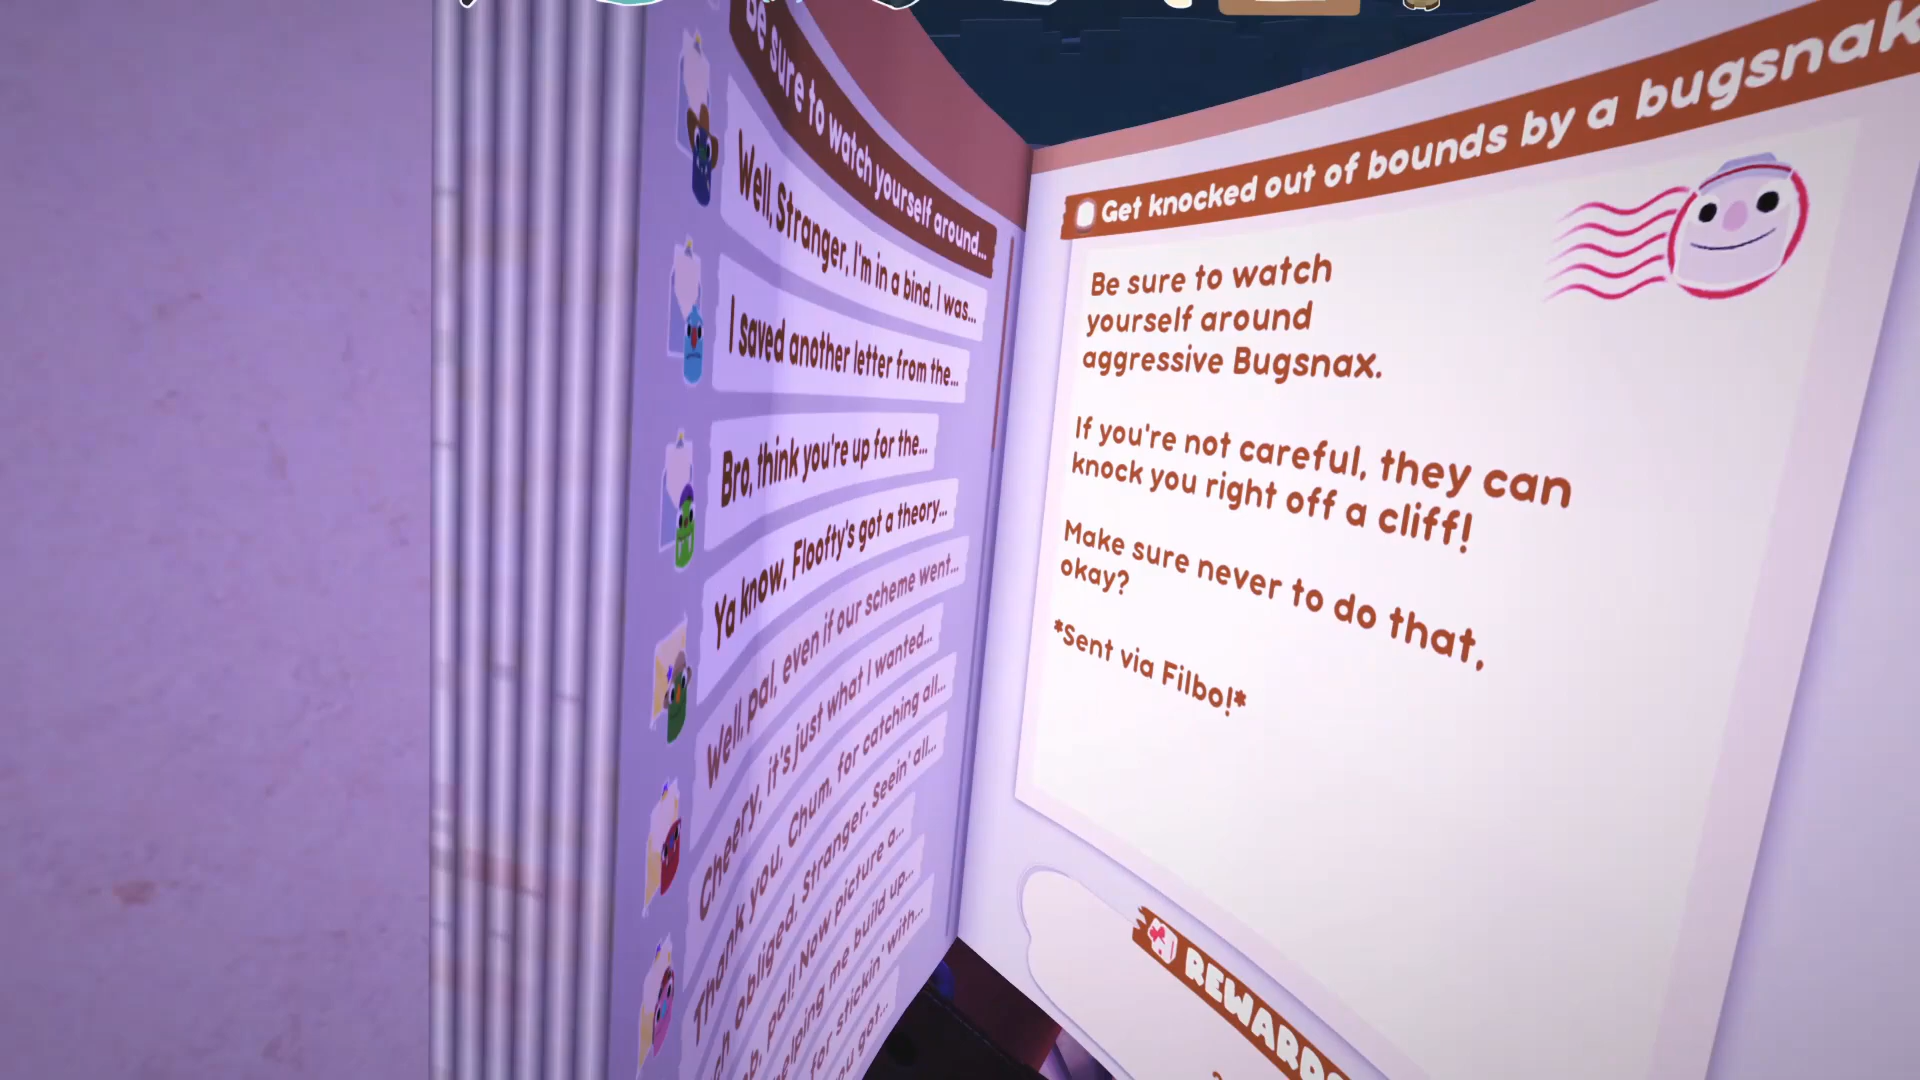 Be sure to watch yourself around...
Well, Stranger, I'm in a bind. I was...
I saved another letter from the...
Bro, think you're up for the...
Ya know, Floofty's got a theory...
Well, pal, even if our scheme went...
Cheery, it's just what I wanted...
Thank you, Chum, for catching all...
obliged, Stranger. Seein' all...
pal! Now picture a...
helping me build up...
for stickin' with...
you got...
Get knocked out of bounds by a bugsnak
Be sure to watch
yourself around
aggressive Bugsnax.
If you're not careful, they can
knock you right off a cliff!
Make sure never to do that,
okay?
*Sent via Filbo!*
REWARDS